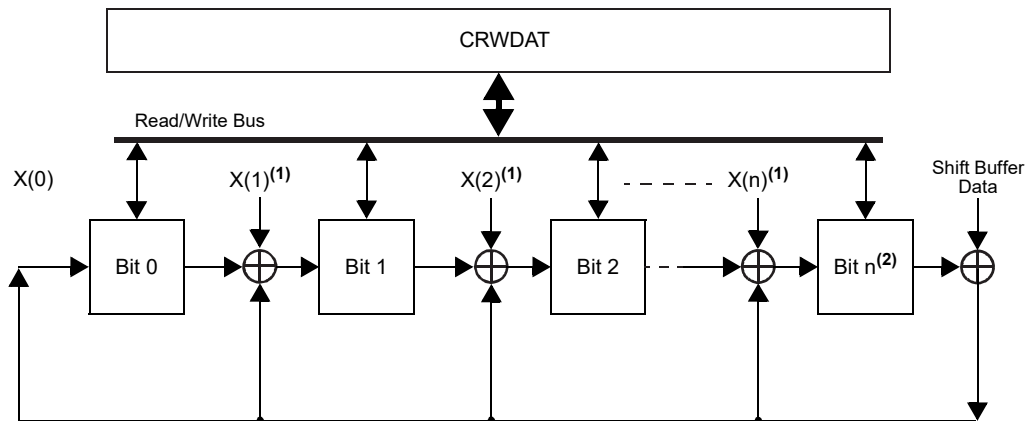 CRWDAT
Read/Write Bus
X(0)
X(1)(1)
X(2)(1)
X(n)(1)
Shift Buffer
Data
Bit 0
Bit 1
Bit 2
Bit n(2)